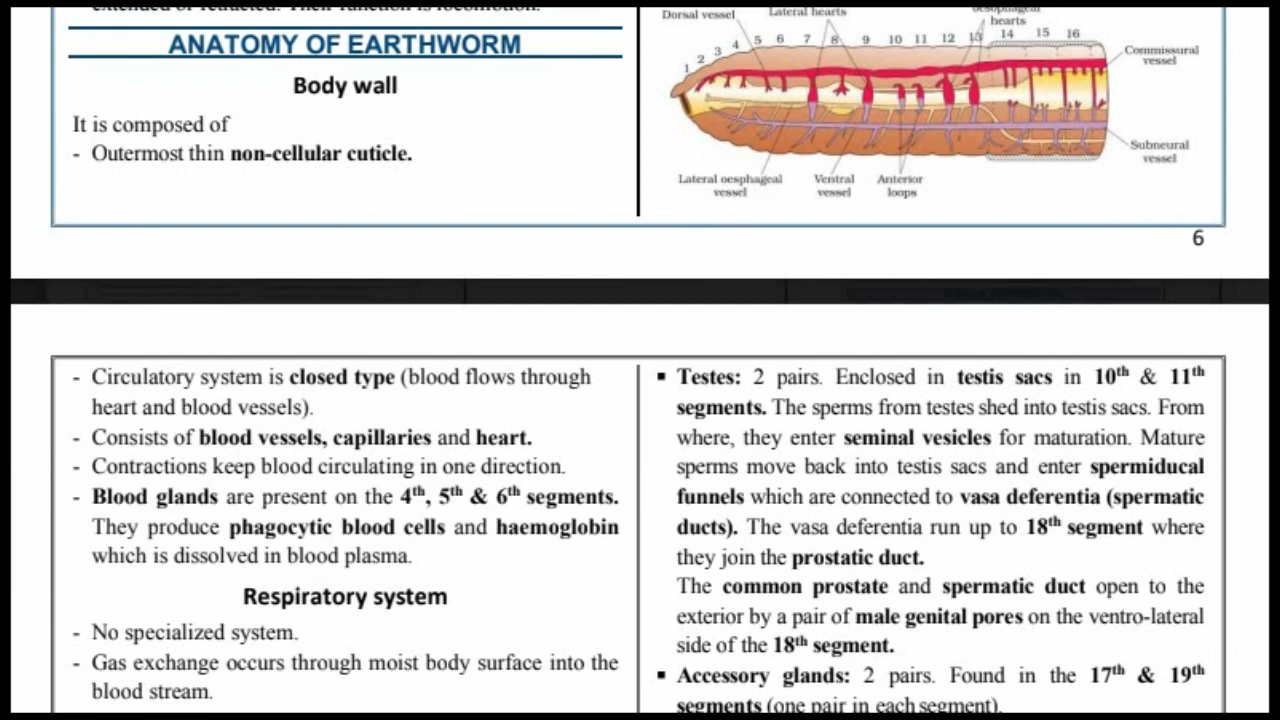 extended or retracted. Their function is locomotion.
ANATOMY OF EARTHWORM
Body wall
It is composed of
- Outermost thin non-cellular cuticle.
Dorsal vessel
Lateral hearts
oesophageal
hearts
1 2 3 4 5 6 7 8 9 10 11 12 13 14 15 16
Commissural
vessel
Subneural
vessel
Lateral oesphageal
vessel
Ventral
vessel
Anterior
loops
6
- Circulatory system is closed type (blood flows through
heart and blood vessels).
- Consists of blood vessels, capillaries and heart.
- Contractions keep blood circulating in one direction.
- Blood glands are present on the 4th, 5th & 6th segments.
They produce phagocytic blood cells and haemoglobin
which is dissolved in blood plasma.
Respiratory system
- No specialized system.
- Gas exchange occurs through moist body surface into the
blood stream.
▪ Testes: 2 pairs. Enclosed in testis sacs in 10th & 11th
segments. The sperms from testes shed into testis sacs. From
where, they enter seminal vesicles for maturation. Mature
sperms move back into testis sacs and enter spermiducal
funnels which are connected to vasa deferentia (spermatic
ducts). The vasa deferentia run up to 18th segment where
they join the prostatic duct.
The common prostate and spermatic duct open to the
exterior by a pair of male genital pores on the ventro-lateral
side of the 18th segment.
▪ Accessory glands: 2 pairs. Found in the 17th & 19th
segments (one pair in each segment).